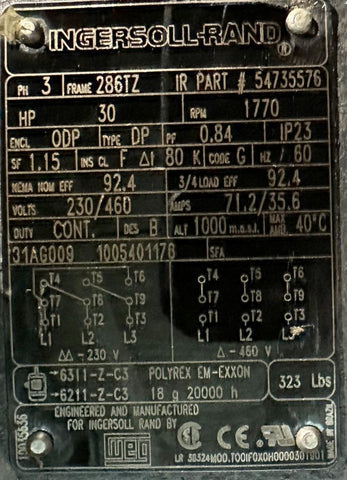 INGERSOLL-RAND®
PH 3 FRAME 286TZ IR PART # 54735576
HP 30 RPM 1770
ENCL ODP TYPE DP PF 0.84 IP23
SF 1.15 INS CL F Δt 80 K CODE G Hz 60
NEMA NOM EFF 92.4 3/4 LOAD EFF 92.4
VOLTS 230/460 AMPS 71.2/35.6
DUTY CONT. DES B ALT 1000 m.a.s.l. MAX AMB. 40°C
31AG009 1005401176 SFA
T4 T5 T6 T4 T5 T6
T7 T8 T9 T7 T8 T9
T1 T2 T3 T1 T2 T3
L1 L2 L3 L1 L2 L3
ΔΔ - 230 V Δ - 460 V
6311-Z-C3 POLYREX EM-EXXON
6211-Z-C3 18 g 20000 h
323 Lbs
ENGINEERED AND MANUFACTURED
FOR INGERSOLL RAND BY
WEG
CE
LR 38324
MADE IN BRAZIL